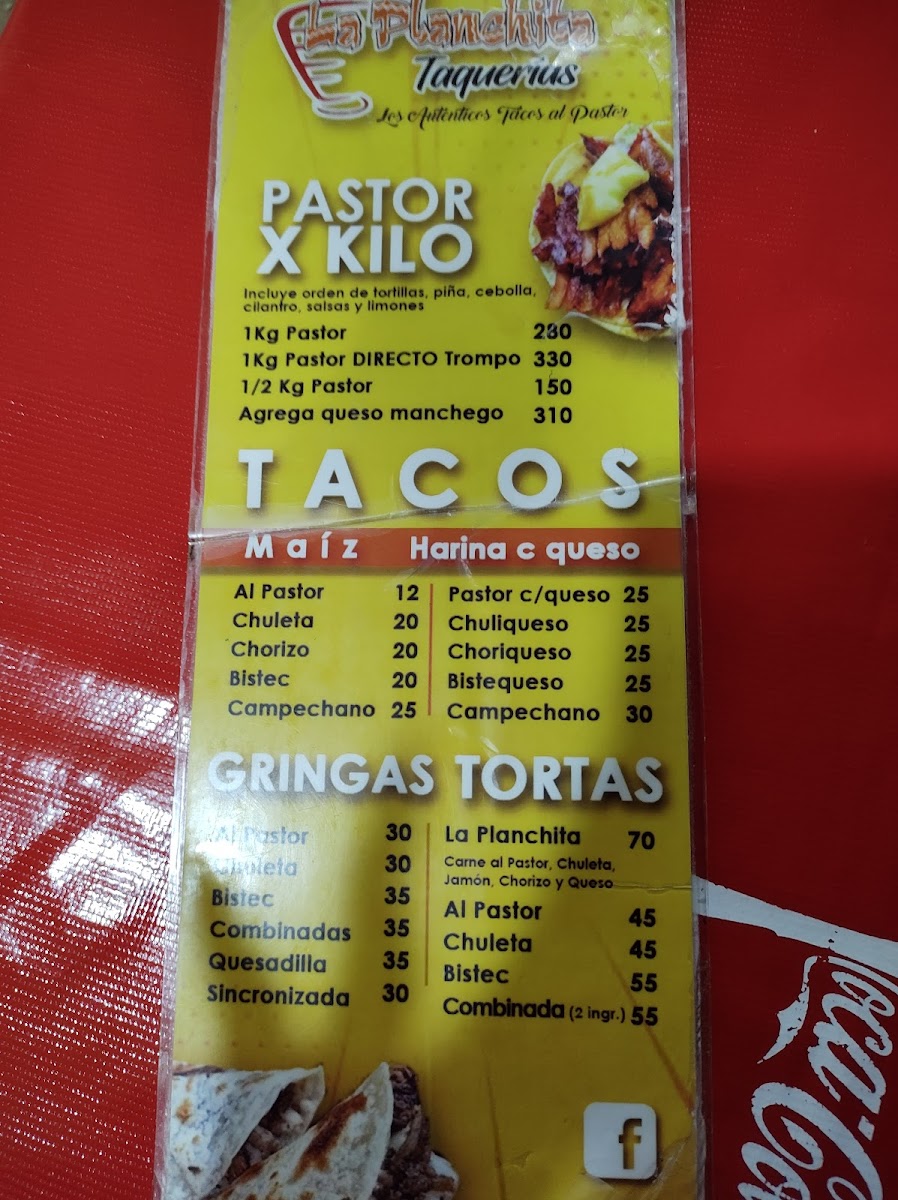 La Planchita
Taquerías
Los Auténticos Tacos al Pastor
PASTOR
X KILO
Incluye orden de tortillas, piña, cebolla,
cilantro, salsas y limones
1Kg Pastor 280
1Kg Pastor DIRECTO Trompo 330
1/2 Kg Pastor 150
Agrega queso manchego 310
TACOS
Maíz
Al Pastor 12
Chuleta 20
Chorizo 20
Bistec 20
Campechano 25
Harina c queso
Pastor c/queso 25
Chuliqueso 25
Choriqueso 25
Bistequeso 25
Campechano 30
GRINGAS
Al Pastor 30
Chuleta 30
Bistec 35
Combinadas 35
Quesadilla 35
Sincronizada 30
TORTAS
La Planchita 70
Carne al Pastor, Chuleta,
Jamón, Chorizo y Queso
Al Pastor 45
Chuleta 45
Bistec 55
Combinada (2 ingr.) 55
f
Coca-Co